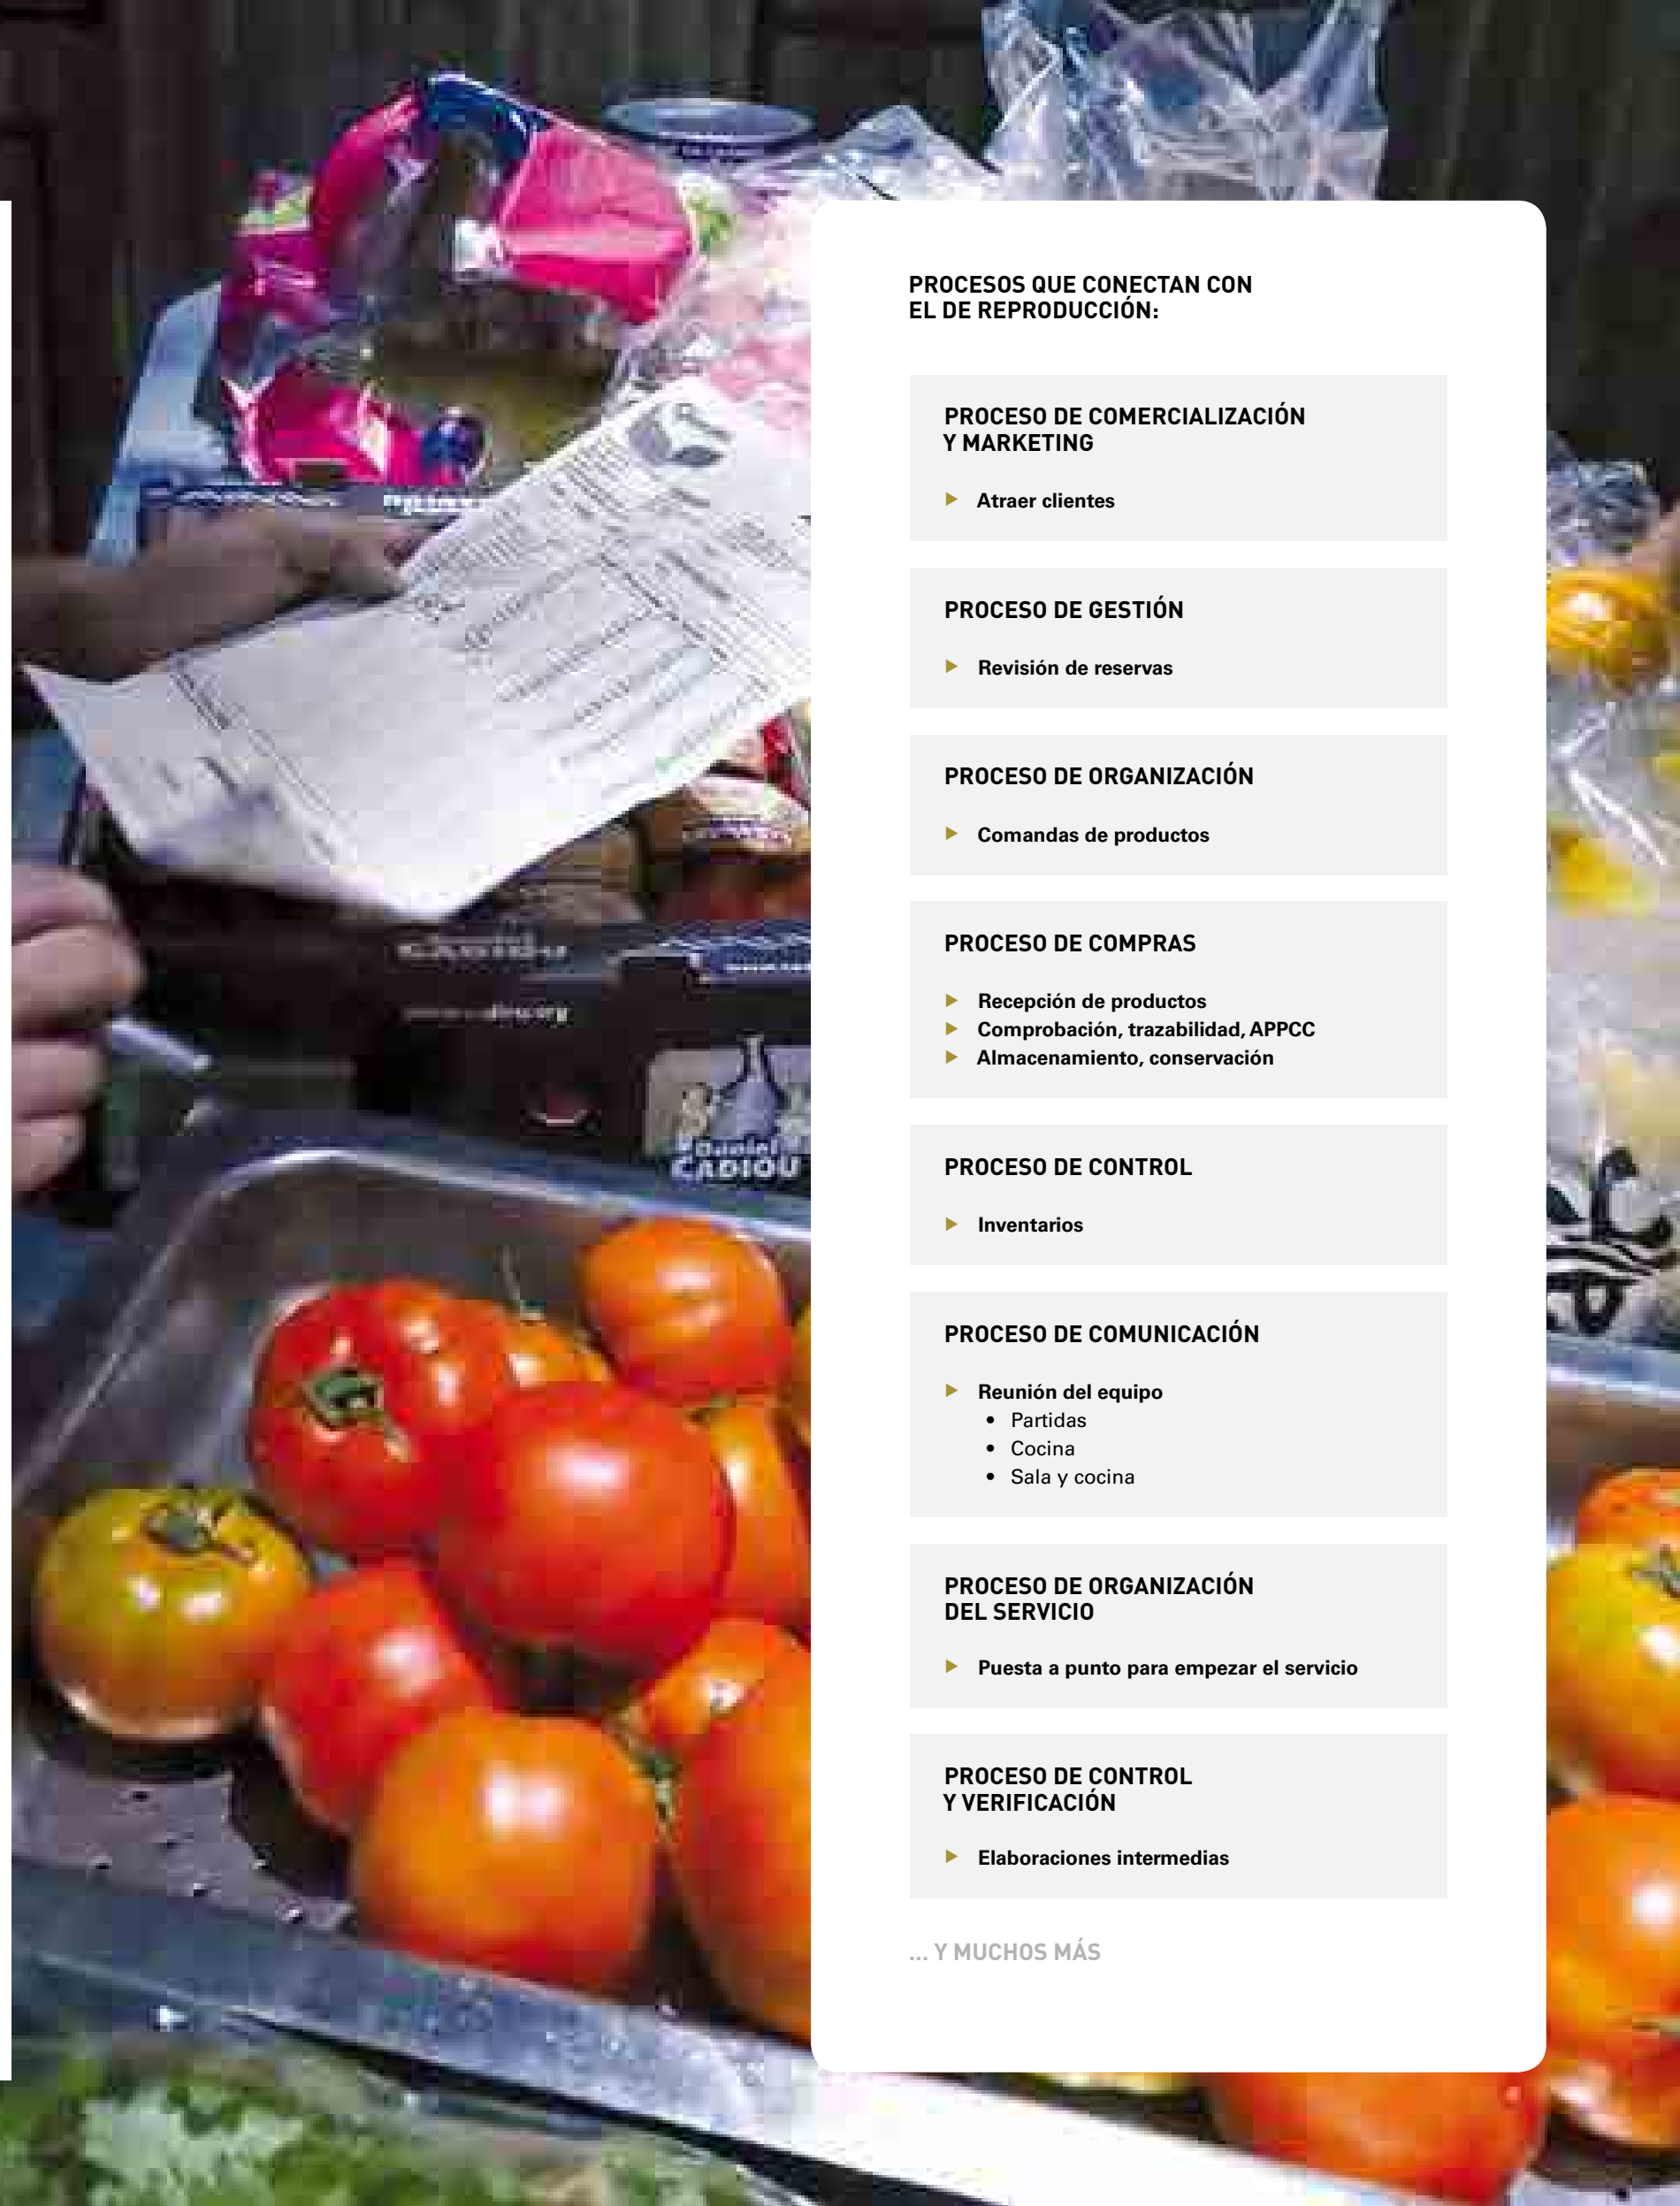 PROCESOS QUE CONECTAN CON
EL DE REPRODUCCIÓN:
PROCESO DE COMERCIALIZACIÓN
Y MARKETING
▶ Atraer clientes
PROCESO DE GESTIÓN
▶ Revisión de reservas
PROCESO DE ORGANIZACIÓN
▶ Comandas de productos
PROCESO DE COMPRAS
▶ Recepción de productos
▶ Comprobación, trazabilidad, APPCC
▶ Almacenamiento, conservación
PROCESO DE CONTROL
▶ Inventarios
PROCESO DE COMUNICACIÓN
▶ Reunión del equipo
• Partidas
• Cocina
• Sala y cocina
PROCESO DE ORGANIZACIÓN
DEL SERVICIO
▶ Puesta a punto para empezar el servicio
PROCESO DE CONTROL
Y VERIFICACIÓN
▶ Elaboraciones intermedias
... Y MUCHOS MÁS
Daniel
CADIOU